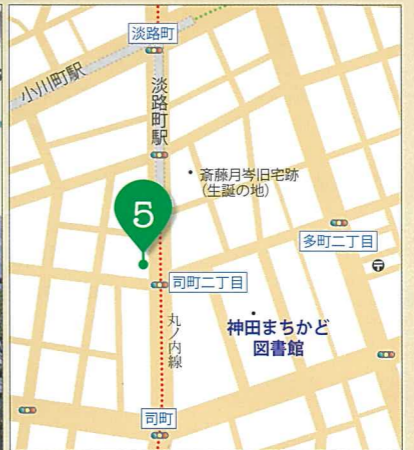 淡路町
小川町駅
淡路町駅
斎藤月岑旧宅跡
(生誕の地)
5
多町二丁目
〒
司町二丁目
神田まちかど
図書館
丸ノ内線
司町